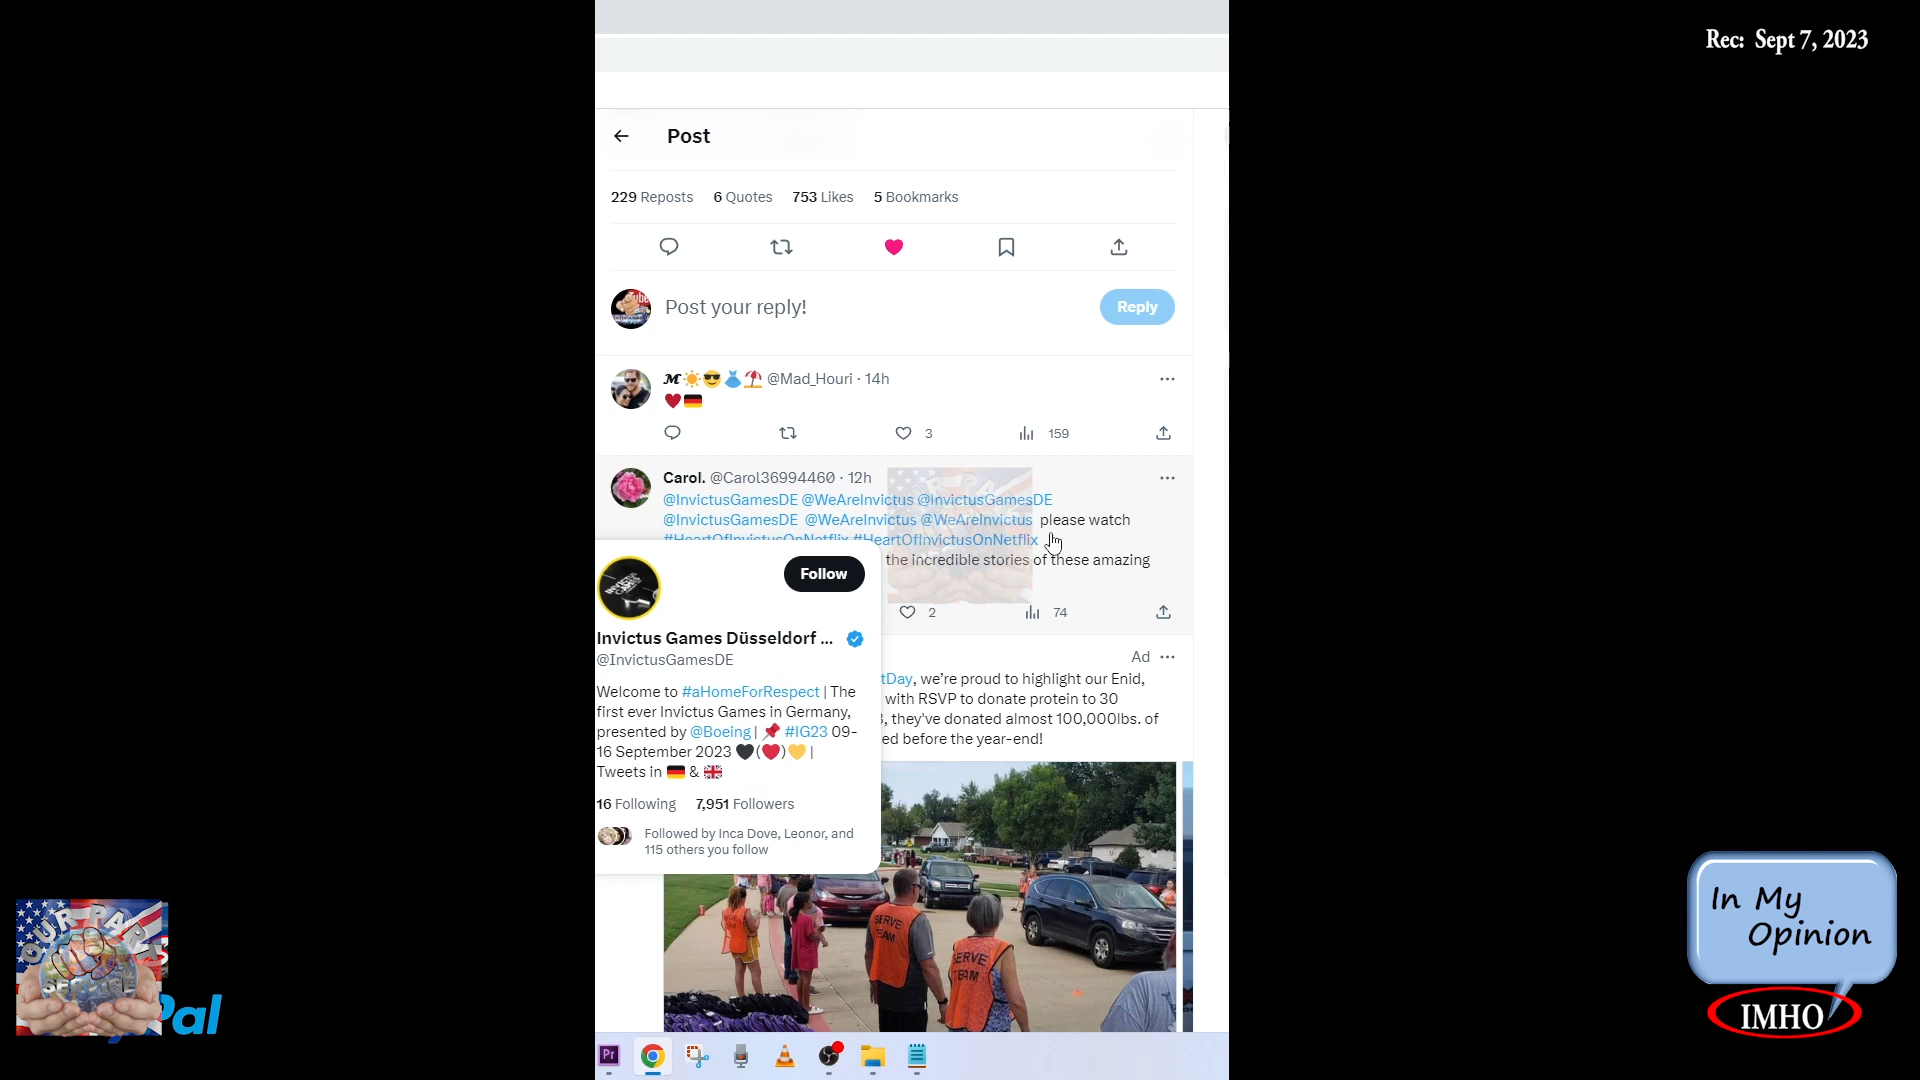 Rec: Sept 7, 2023
Post
229 Reposts 6 Quotes 753 Likes 5 Bookmarks
Post your reply!
Reply
M☀️😎👗⛱️ @Mad_Houri · 14h
❤️🇩🇪
3 159
Carol. @Carol36994460 · 12h
@InvictusGamesDE @WeAreInvictus @InvictusGamesDE
@InvictusGamesDE @WeAreInvictus @WeAreInvictus please watch
#HeartOfInvictusOnNetflix #HeartOfInvictusOnNetflix
the incredible stories of these amazing
2 74
Follow
Invictus Games Düsseldorf ...
@InvictusGamesDE
Welcome to #aHomeForRespect | The
first ever Invictus Games in Germany,
presented by @Boeing | 📌 #IG23 09-
16 September 2023 🖤(❤️)💛 |
Tweets in 🇩🇪 & 🇬🇧
16 Following 7,951 Followers
Followed by Inca Dove, Leonor, and
115 others you follow
Ad
tDay, we're proud to highlight our Enid,
with RSVP to donate protein to 30
, they've donated almost 100,000lbs. of
ed before the year-end!
SERVE
TEAM
SERVE
TEAM
OUR PAR
SERVICE
Pal
In My
Opinion
IMHO
Pr